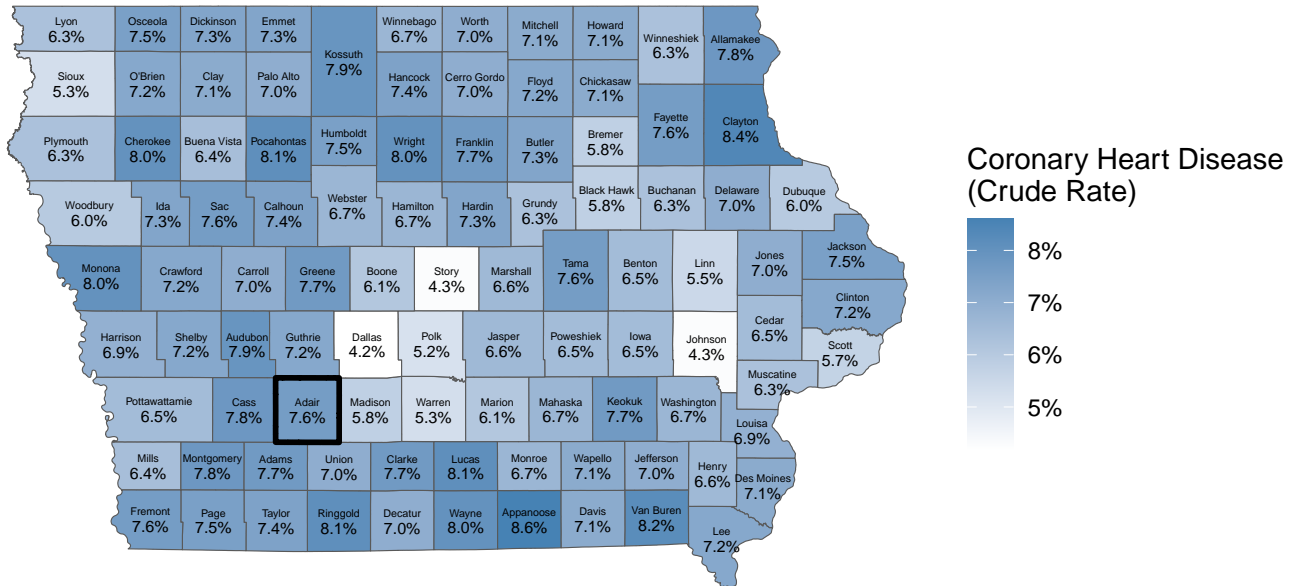 Lyon
6.3%
Osceola
7.5%
Dickinson
7.3%
Emmet
7.3%
Kossuth
7.9%
Winnebago
6.7%
Worth
7.0%
Mitchell
7.1%
Howard
7.1%
Winneshiek
6.3%
Allamakee
7.8%
Sioux
5.3%
O'Brien
7.2%
Clay
7.1%
Palo Alto
7.0%
Hancock
7.4%
Cerro Gordo
7.0%
Floyd
7.2%
Chickasaw
7.1%
Fayette
7.6%
Clayton
8.4%
Plymouth
6.3%
Cherokee
8.0%
Buena Vista
6.4%
Pocahontas
8.1%
Humboldt
7.5%
Wright
8.0%
Franklin
7.7%
Butler
7.3%
Bremer
5.8%
Woodbury
6.0%
Ida
7.3%
Sac
7.6%
Calhoun
7.4%
Webster
6.7%
Hamilton
6.7%
Hardin
7.3%
Grundy
6.3%
Black Hawk
5.8%
Buchanan
6.3%
Delaware
7.0%
Dubuque
6.0%
Monona
8.0%
Crawford
7.2%
Carroll
7.0%
Greene
7.7%
Boone
6.1%
Story
4.3%
Marshall
6.6%
Tama
7.6%
Benton
6.5%
Linn
5.5%
Jones
7.0%
Jackson
7.5%
Clinton
7.2%
Harrison
6.9%
Shelby
7.2%
Audubon
7.9%
Guthrie
7.2%
Dallas
4.2%
Polk
5.2%
Jasper
6.6%
Poweshiek
6.5%
Iowa
6.5%
Johnson
4.3%
Cedar
6.5%
Scott
5.7%
Muscatine
6.3%
Pottawattamie
6.5%
Cass
7.8%
Adair
7.6%
Madison
5.8%
Warren
5.3%
Marion
6.1%
Mahaska
6.7%
Keokuk
7.7%
Washington
6.7%
Louisa
6.9%
Mills
6.4%
Montgomery
7.8%
Adams
7.7%
Union
7.0%
Clarke
7.7%
Lucas
8.1%
Monroe
6.7%
Wapello
7.1%
Jefferson
7.0%
Henry
6.6%
Des Moines
7.1%
Fremont
7.6%
Page
7.5%
Taylor
7.4%
Ringgold
8.1%
Decatur
7.0%
Wayne
8.0%
Appanoose
8.6%
Davis
7.1%
Van Buren
8.2%
Lee
7.2%
Coronary Heart Disease
(Crude Rate)
8%
7%
6%
5%